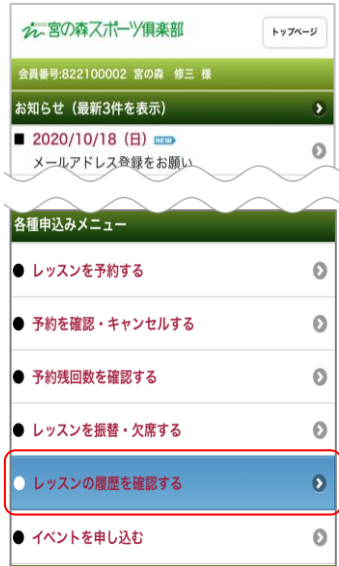 宮の森スポーツ倶楽部
トップページ
会員番号:822100002 宮の森 修三 様
お知らせ（最新3件を表示）
■ 2020/10/18（日） NEW
メールアドレス登録をお願い
各種申込みメニュー
● レッスンを予約する
● 予約を確認・キャンセルする
● 予約残回数を確認する
● レッスンを振替・欠席する
● レッスンの履歴を確認する
● イベントを申し込む